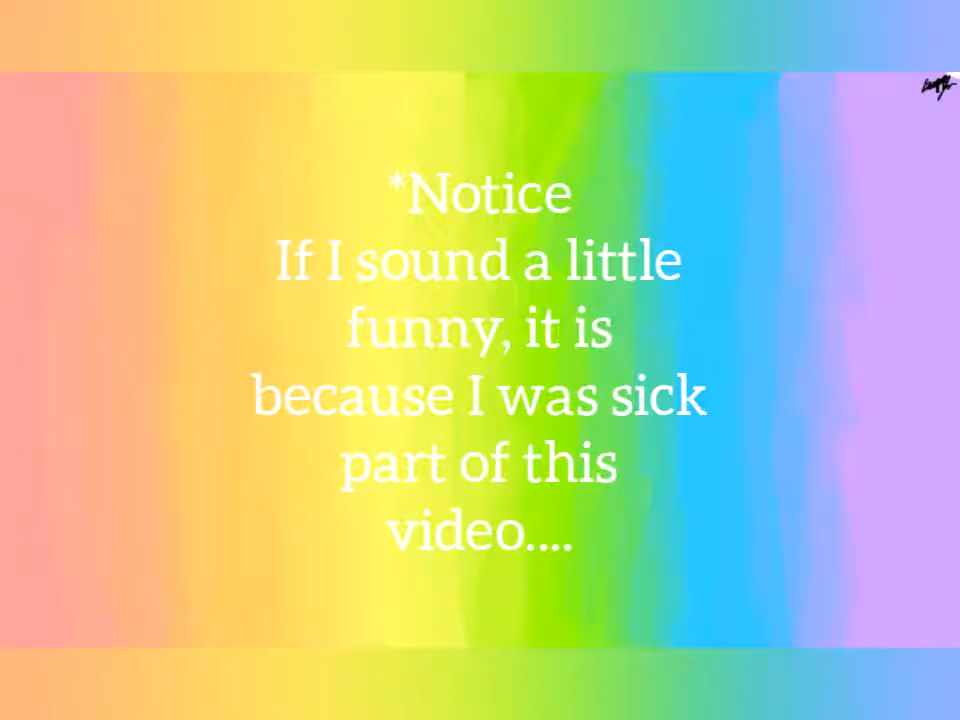 *Notice
If I sound a little
funny, it is
because I was sick
part of this
video....